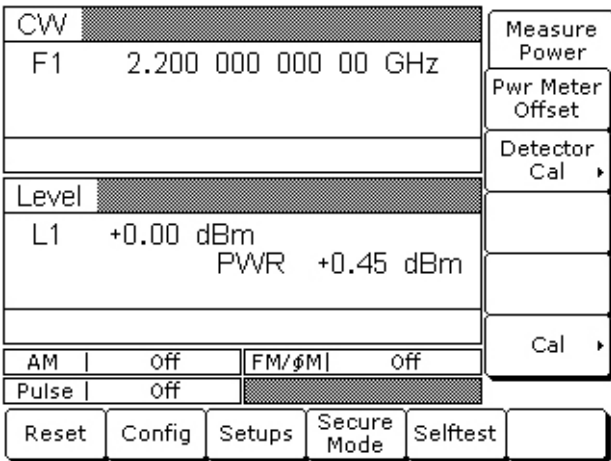 CW
F1 2.200 000 000 00 GHz
Level
L1 +0.00 dBm
PWR +0.45 dBm
AM | Off
FM/ϕM| Off
Pulse | Off
Measure
Power
Pwr Meter
Offset
Detector
Cal ▸
Cal ▸
Reset
Config
Setups
Secure
Mode
Selftest